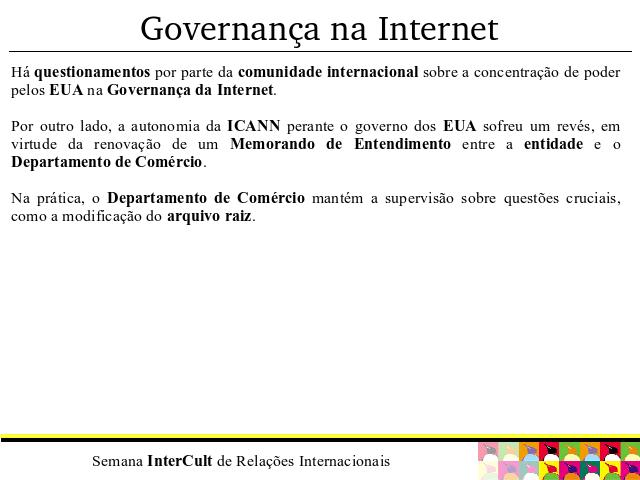 Governança na Internet
Há questionamentos por parte da comunidade internacional sobre a concentração de poder
pelos EUA na Governança da Internet.
Por outro lado, a autonomia da ICANN perante o governo dos EUA sofreu um revés, em
virtude da renovação de um Memorando de Entendimento entre a entidade e o
Departamento de Comércio.
Na prática, o Departamento de Comércio mantém a supervisão sobre questões cruciais,
como a modificação do arquivo raiz.
Semana InterCult de Relações Internacionais